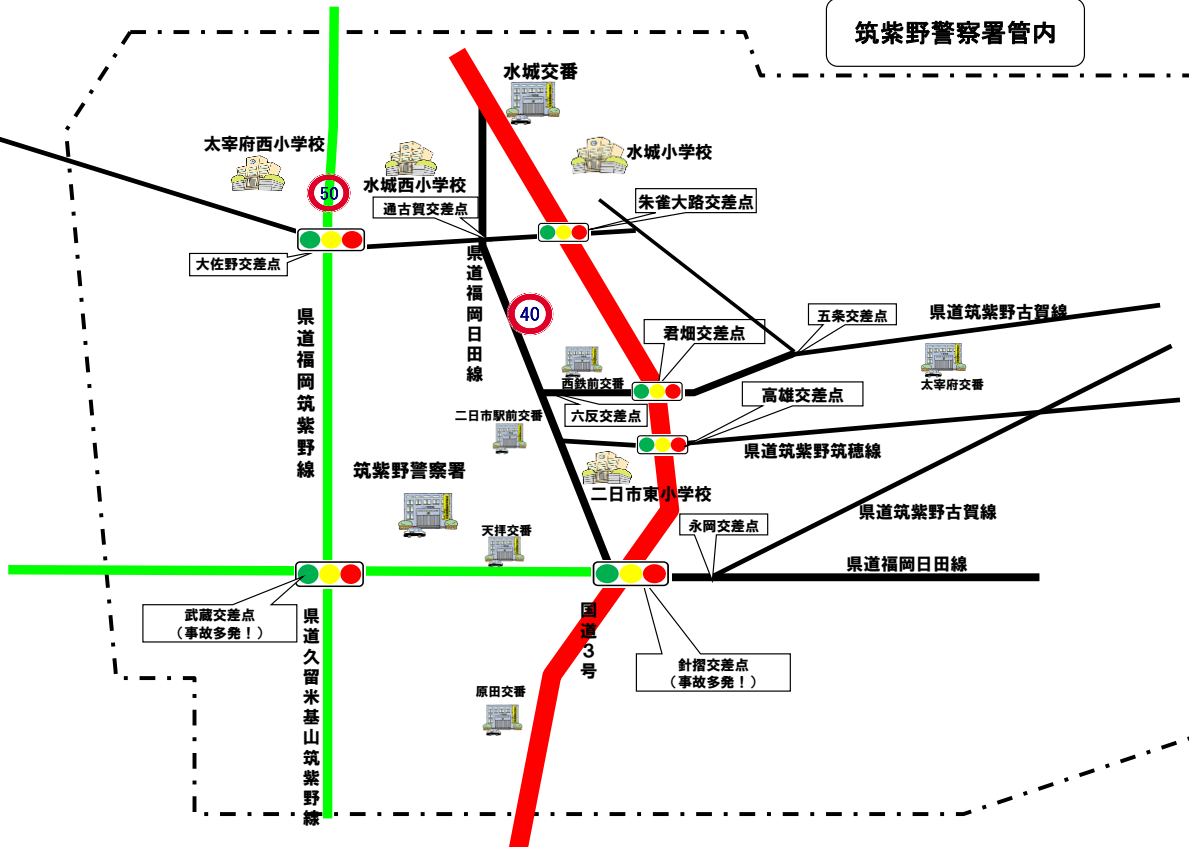 筑紫野警察署管内
水城交番
太宰府西小学校
水城小学校
50
水城西小学校
朱雀大路交差点
通古賀交差点
大佐野交差点
県道福岡日田線
40
県道福岡筑紫野線
五条交差点
県道筑紫野古賀線
君畑交差点
西鉄前交番
太宰府交番
高雄交差点
二日市駅前交番
六反交差点
県道筑紫野筑穂線
筑紫野警察署
二日市東小学校
県道筑紫野古賀線
永岡交差点
天拝交番
県道福岡日田線
武蔵交差点
（事故多発！）
県道久留米基山筑紫野線
国道３号
針摺交差点
（事故多発！）
原田交番